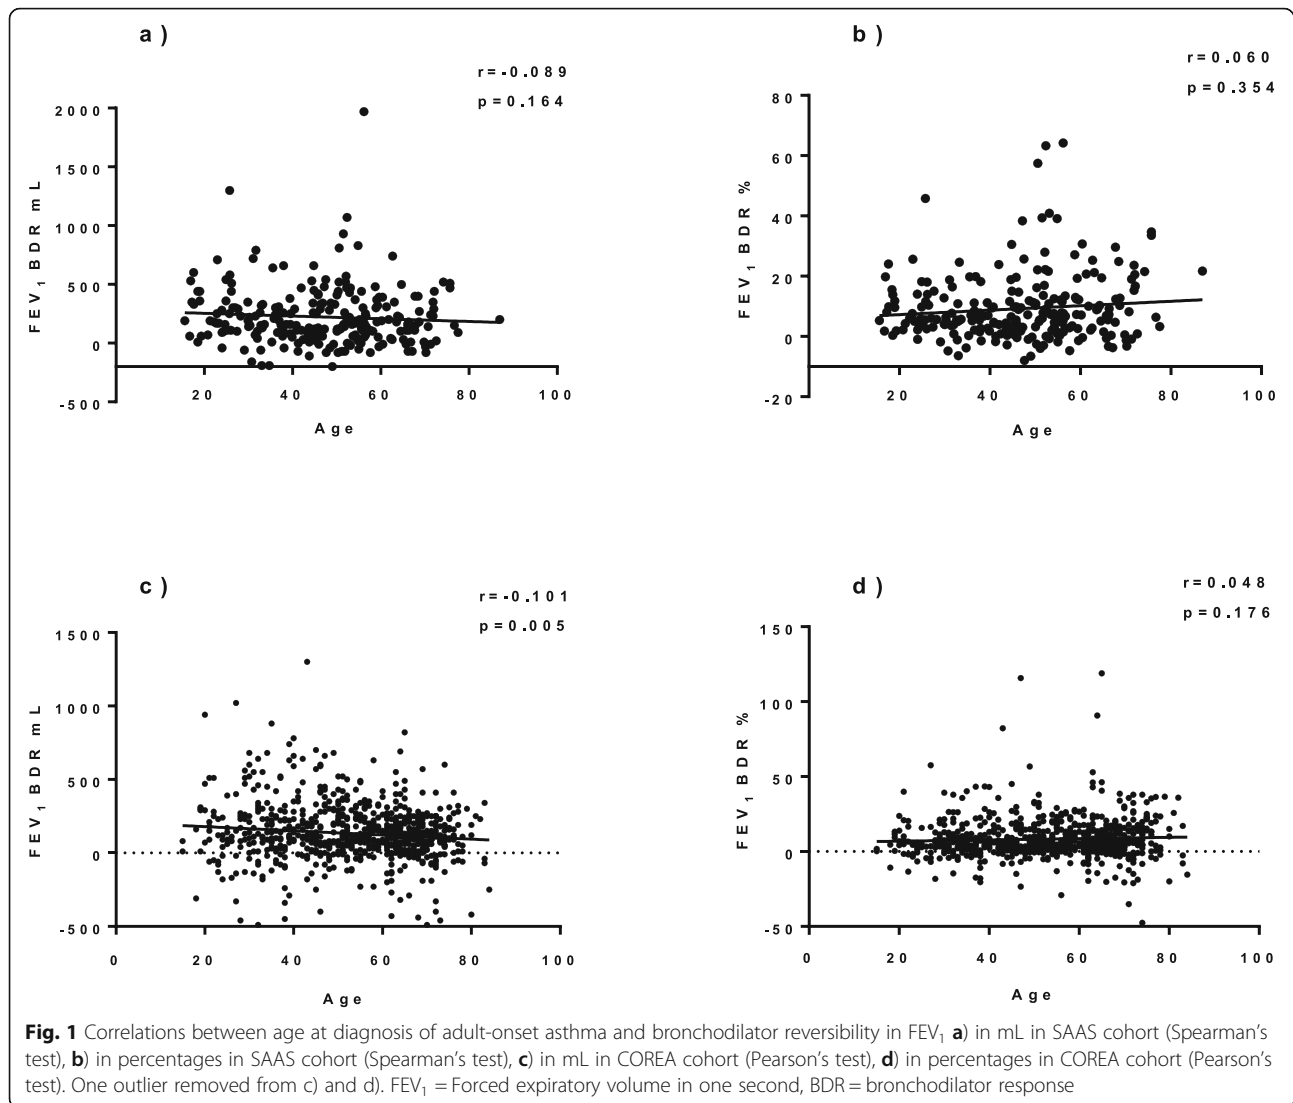 a)
r=-0.089
p=0.164
FEV1 BDR mL
2000
1500
1000
500
0
-500
20 40 60 80 100
Age
b)
r=0.060
p=0.354
FEV1 BDR %
80
60
40
20
0
-20
20 40 60 80 100
Age
c)
r=-0.101
p=0.005
FEV1 BDR mL
1500
1000
500
0
-500
0 20 40 60 80 100
Age
d)
r=0.048
p=0.176
FEV1 BDR %
150
100
50
0
-50
0 20 40 60 80 100
Age
Fig. 1 Correlations between age at diagnosis of adult-onset asthma and bronchodilator reversibility in FEV1 a) in mL in SAAS cohort (Spearman's
test), b) in percentages in SAAS cohort (Spearman's test), c) in mL in COREA cohort (Pearson's test), d) in percentages in COREA cohort (Pearson's
test). One outlier removed from c) and d). FEV1 = Forced expiratory volume in one second, BDR = bronchodilator response